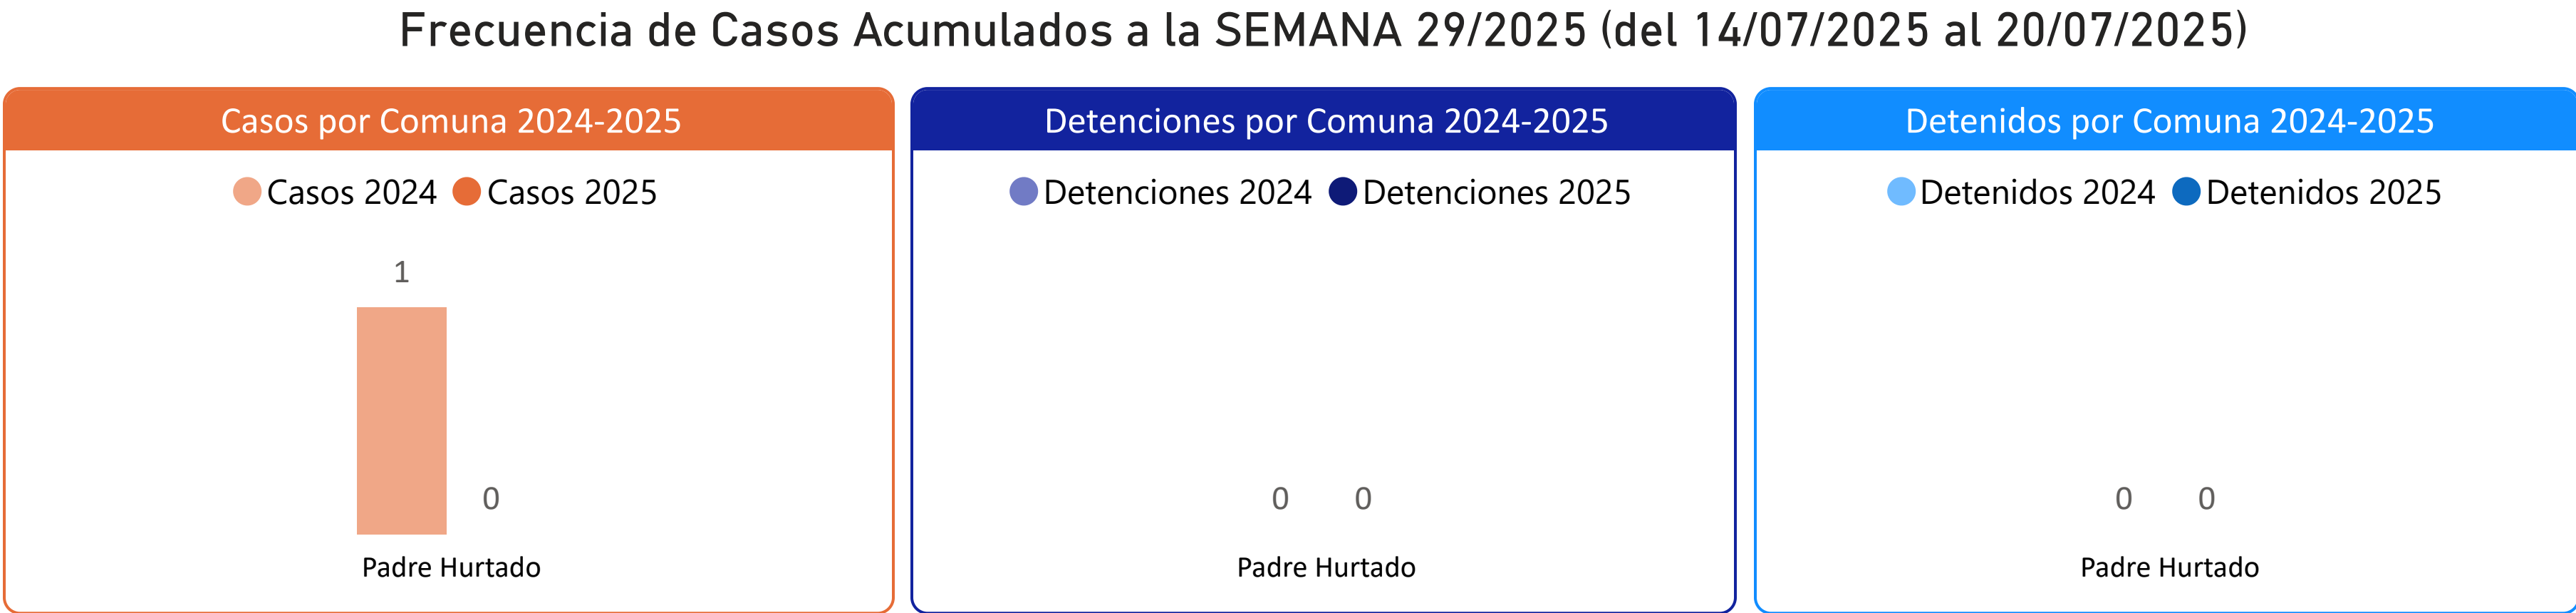 Frecuencia de Casos Acumulados a la SEMANA 29/2025 (del 14/07/2025 al 20/07/2025)
Casos por Comuna 2024-2025
Casos 2024 Casos 2025
1
0
Padre Hurtado
Detenciones por Comuna 2024-2025
Detenciones 2024 Detenciones 2025
0 0
Padre Hurtado
Detenidos por Comuna 2024-2025
Detenidos 2024 Detenidos 2025
0 0
Padre Hurtado